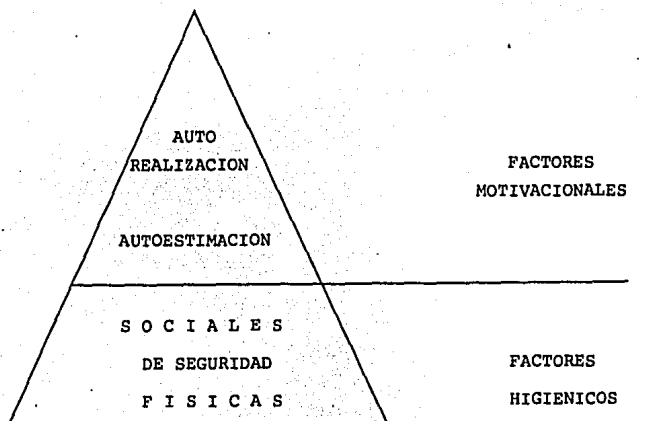 AUTO
REALIZACION
AUTOESTIMACION
FACTORES
MOTIVACIONALES
S O C I A L E S
DE SEGURIDAD
F I S I C A S
FACTORES
HIGIENICOS